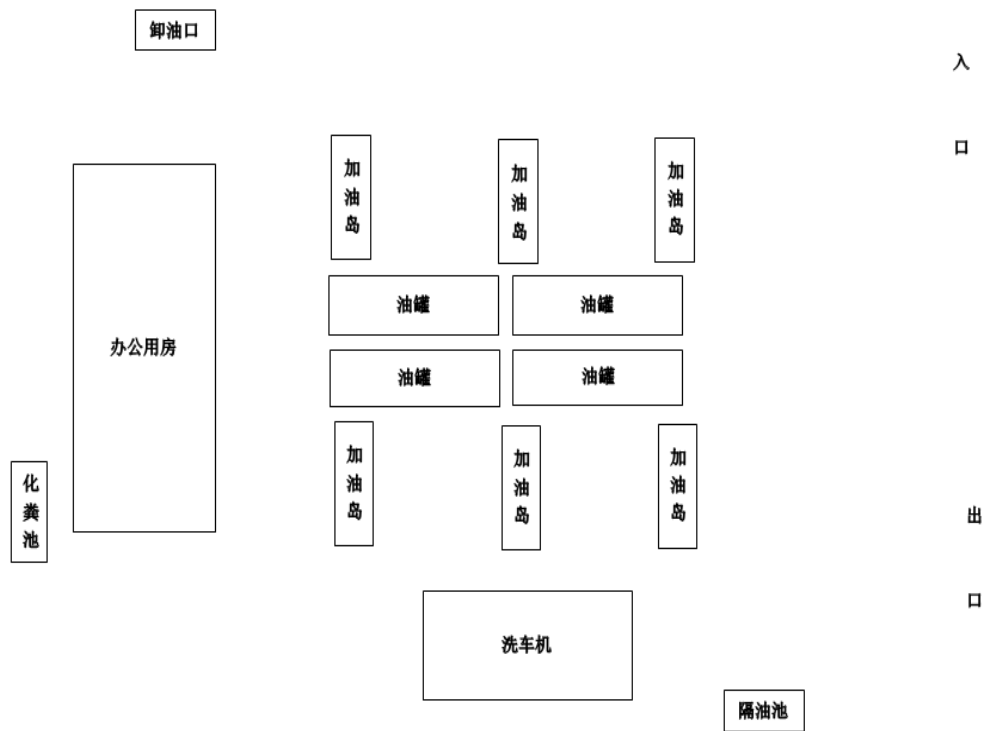 卸油口
入口
加油岛
加油岛
加油岛
油罐
油罐
办公用房
油罐
油罐
加油岛
加油岛
加油岛
化粪池
出口
洗车机
隔油池